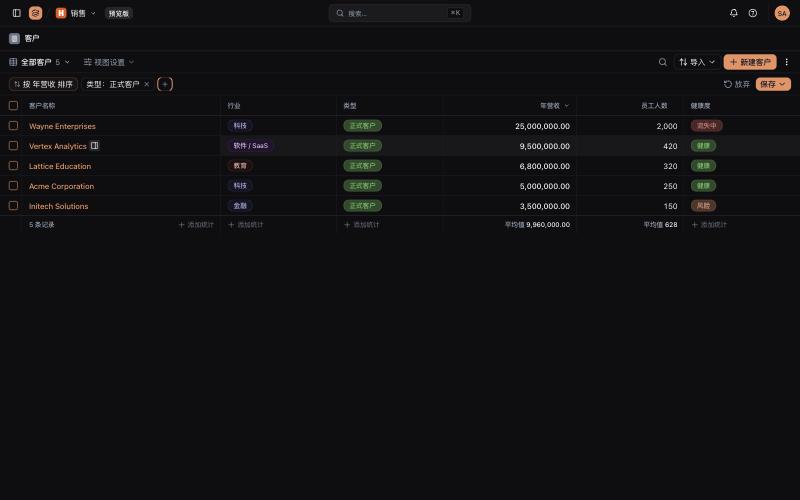 H 销售 预览版 搜索... ⌘K SA
客户
全部客户 5 视图设置 导入 新建客户
按 年营收 排序 类型: 正式客户 × + 放弃 保存
客户名称 行业 类型 年营收 员工人数 健康度
Wayne Enterprises 科技 正式客户 25,000,000.00 2,000 流失中
Vertex Analytics 软件 / SaaS 正式客户 9,500,000.00 420 健康
Lattice Education 教育 正式客户 6,800,000.00 320 健康
Acme Corporation 科技 正式客户 5,000,000.00 250 健康
Initech Solutions 金融 正式客户 3,500,000.00 150 风险
5 条记录 添加统计 添加统计 添加统计 平均值 9,960,000.00 平均值 628 添加统计